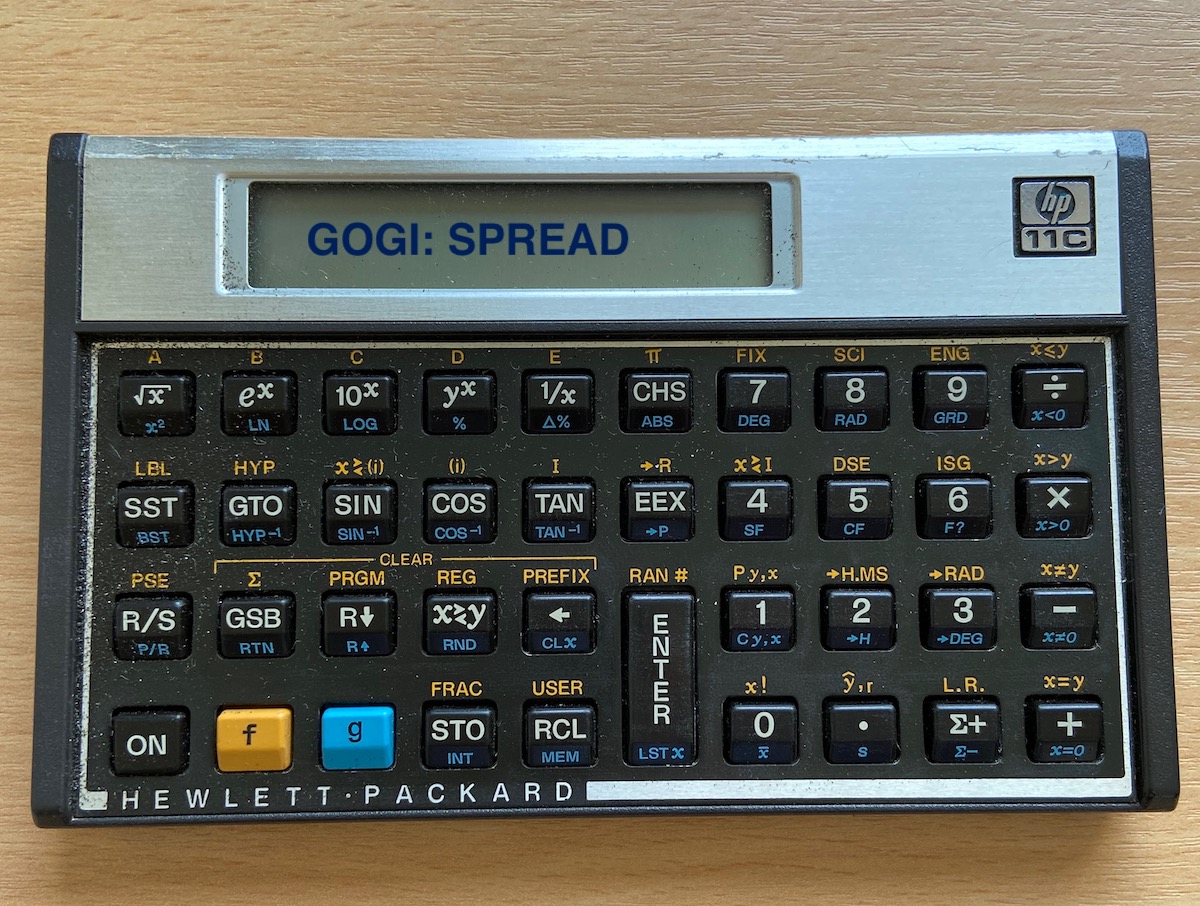 GOGI: SPREAD
hp
11C
A B C D E π FIX SCI ENG x≤y
√x eˣ 10ˣ yˣ 1/x CHS 7 8 9 ÷
x² LN LOG % Δ% ABS DEG RAD GRD x<0
LBL HYP x≷(i) (i) I →R x≷I DSE ISG x>y
SST GTO SIN COS TAN EEX 4 5 6 ×
BST HYP⁻¹ SIN⁻¹ COS⁻¹ TAN⁻¹ →P SF CF F? x>0
CLEAR
PSE Σ PRGM REG PREFIX RAN # Py,x →H.MS →RAD x≠y
R/S GSB R↓ x≷y ← ENTER 1 2 3 −
P/R RTN R↑ RND CLx Cy,x →H →DEG x≠0
FRAC USER x! ŷ,r L.R. x=y
ON f g STO RCL 0 . Σ+ +
INT MEM LST x x̄ s Σ− x=0
HEWLETT·PACKARD